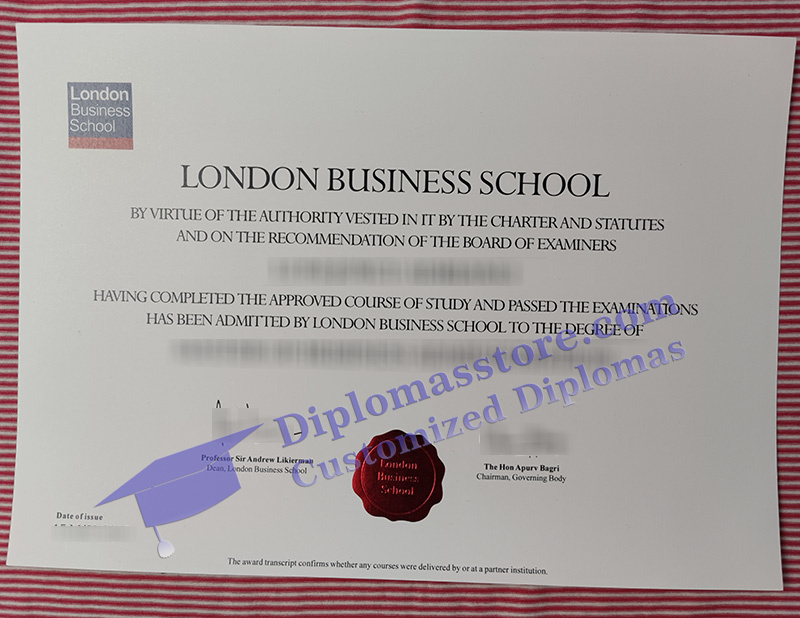 London
Business
School
LONDON BUSINESS SCHOOL
BY VIRTUE OF THE AUTHORITY VESTED IN IT BY THE CHARTER AND STATUTES
AND ON THE RECOMMENDATION OF THE BOARD OF EXAMINERS
HAVING COMPLETED THE APPROVED COURSE OF STUDY AND PASSED THE EXAMINATIONS
HAS BEEN ADMITTED BY LONDON BUSINESS SCHOOL TO THE DEGREE OF
Diplomasstore.com
Customized Diplomas
Professor Sir Andrew Likierman
Dean, London Business School
London
Business
School
The Hon Apurv Bagri
Chairman, Governing Body
Date of issue
The award transcript confirms whether any courses were delivered by or at a partner institution.